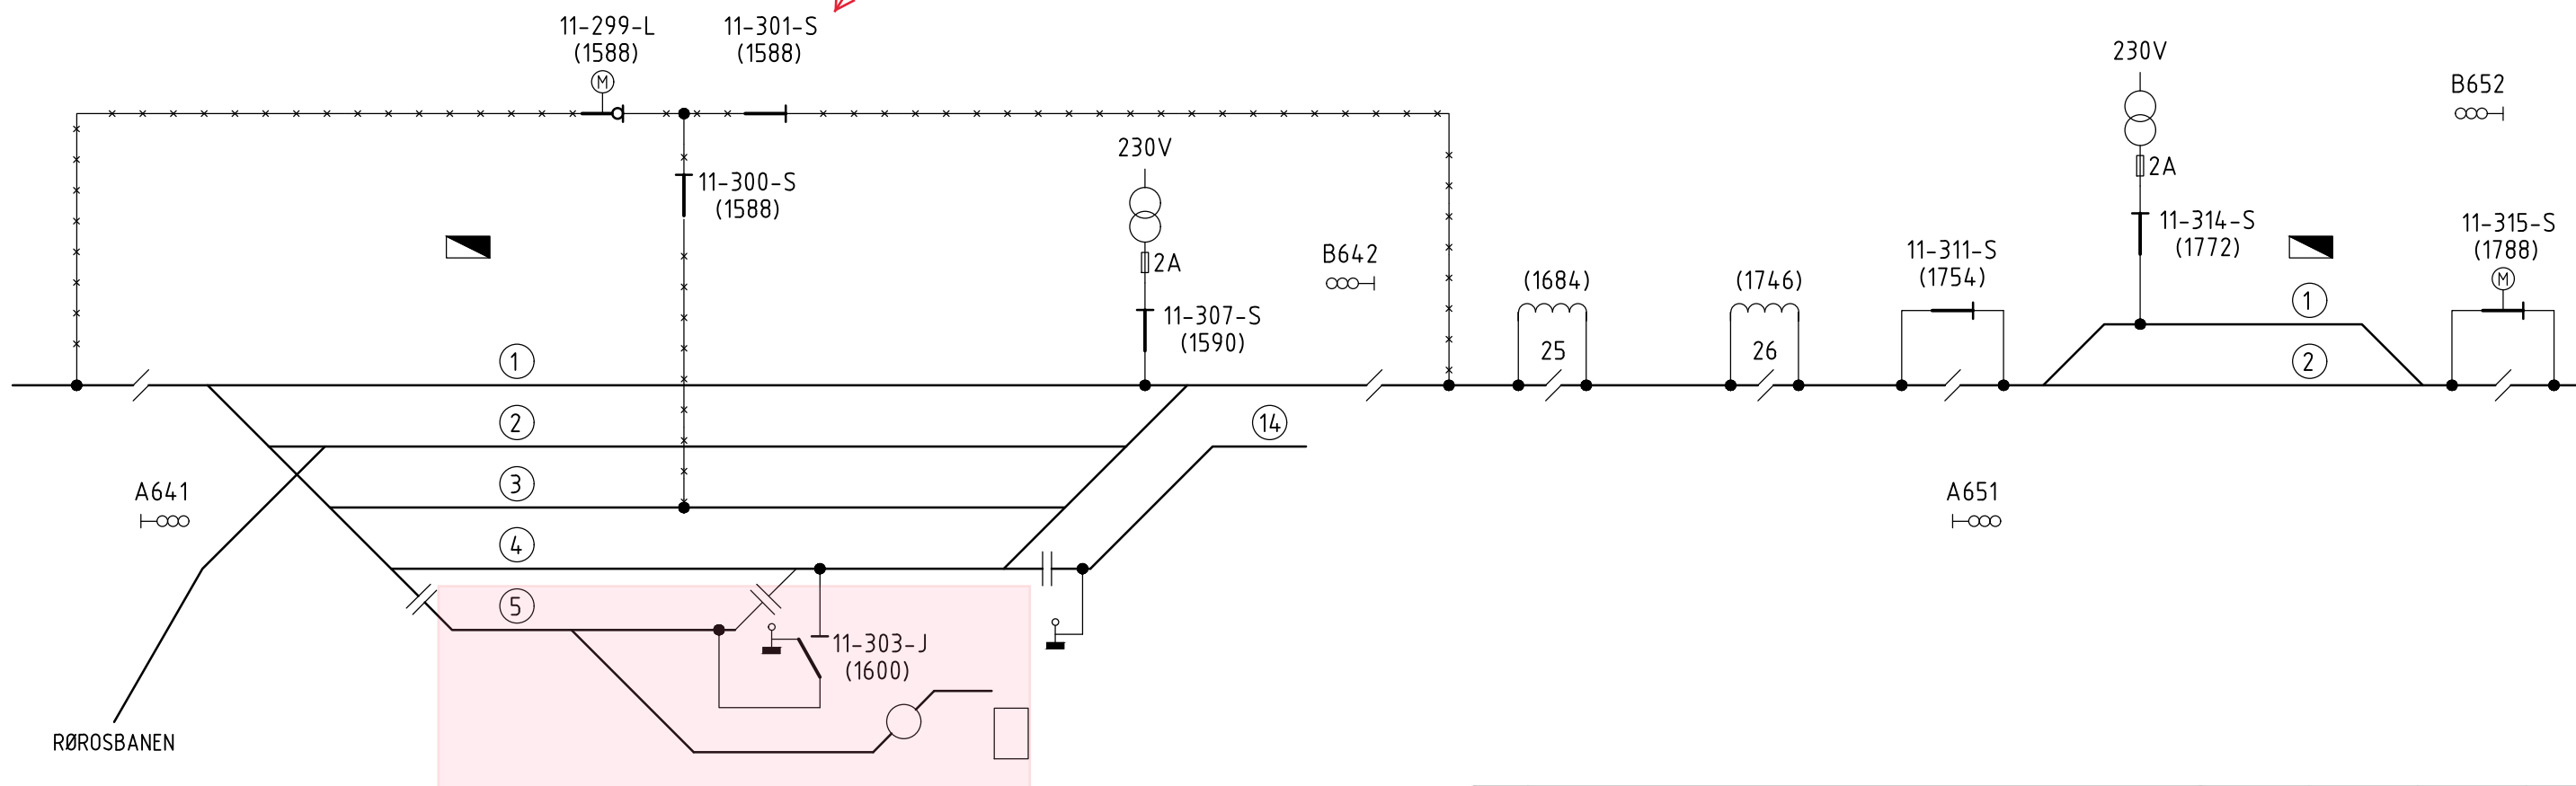 11-299-L
(1588)
M
11-301-S
(1588)
230V
B652
2A
11-314-S
(1772)
11-315-S
(1788)
M
230V
11-300-S
(1588)
2A
B642
11-311-S
(1754)
(1684)
(1746)
11-307-S
(1590)
25
26
1
2
1
2
14
3
A641
A651
4
5
11-303-J
(1600)
RØROSBANEN